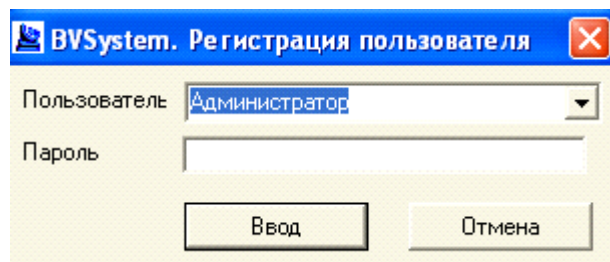 BVSystem. Регистрация пользователя
Пользователь Администратор
Пароль
Ввод Отмена